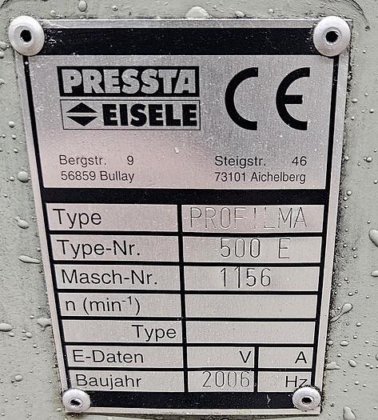 PRESSTA
EISELE
CE
Bergstr. 9
56859 Bullay
Steigstr. 46
73101 Aichelberg
Type PROFILMA
Type-Nr. 500 E
Masch-Nr. 1156
n (min-1)
Type
E-Daten V A
Baujahr 2006 Hz